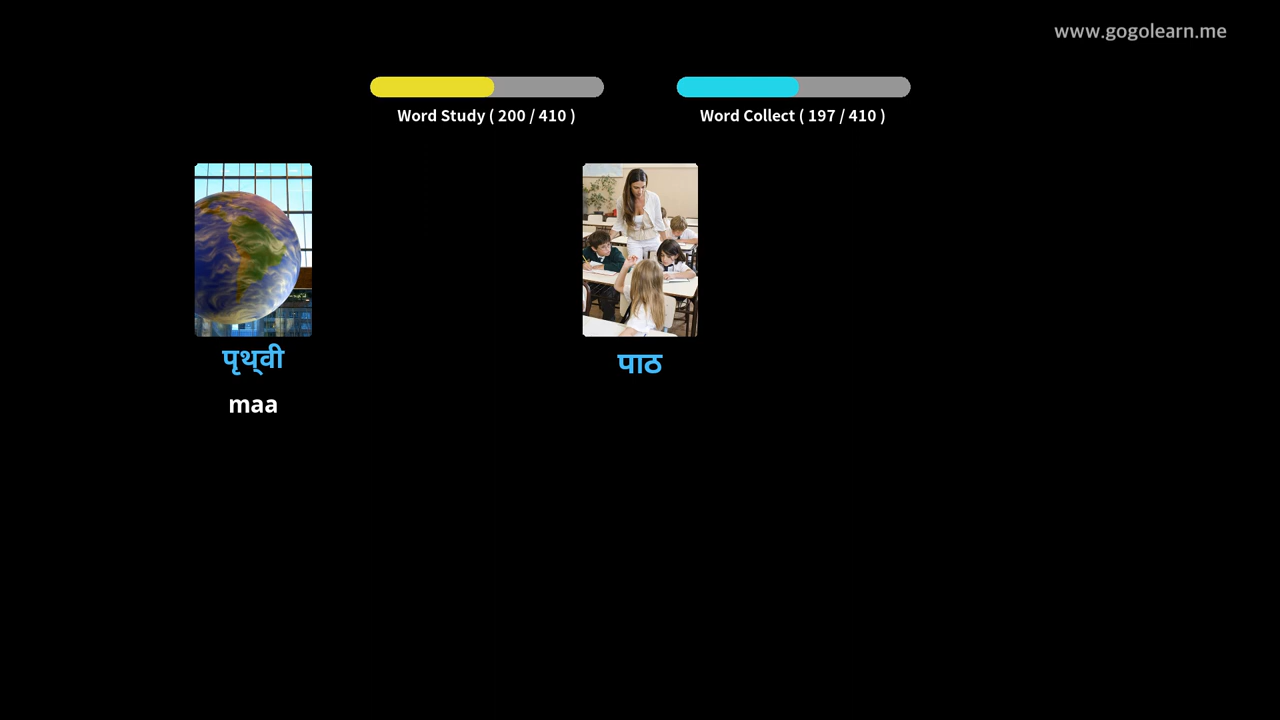 www.gogolearn.me
Word Study ( 200 / 410 )
Word Collect ( 197 / 410 )
पृथ्‌वी
पाठ
maa